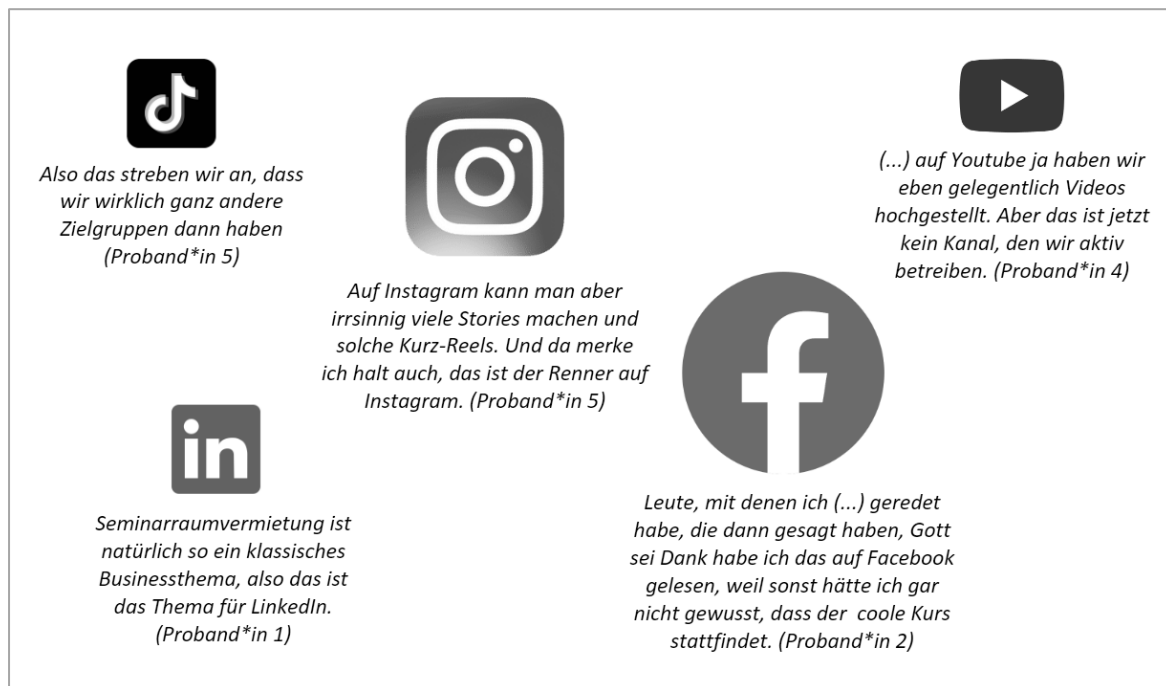 Also das streben wir an, dass
wir wirklich ganz andere
Zielgruppen dann haben
(Proband*in 5)
Auf Instagram kann man aber
irrsinnig viele Stories machen und
solche Kurz-Reels. Und da merke
ich halt auch, das ist der Renner auf
Instagram. (Proband*in 5)
(...) auf Youtube ja haben wir
eben gelegentlich Videos
hochgestellt. Aber das ist jetzt
kein Kanal, den wir aktiv
betreiben. (Proband*in 4)
in
Seminarraumvermietung ist
natürlich so ein klassisches
Businessthema, also das ist
das Thema für LinkedIn.
(Proband*in 1)
f
Leute, mit denen ich (...) geredet
habe, die dann gesagt haben, Gott
sei Dank habe ich das auf Facebook
gelesen, weil sonst hätte ich gar
nicht gewusst, dass der coole Kurs
stattfindet. (Proband*in 2)